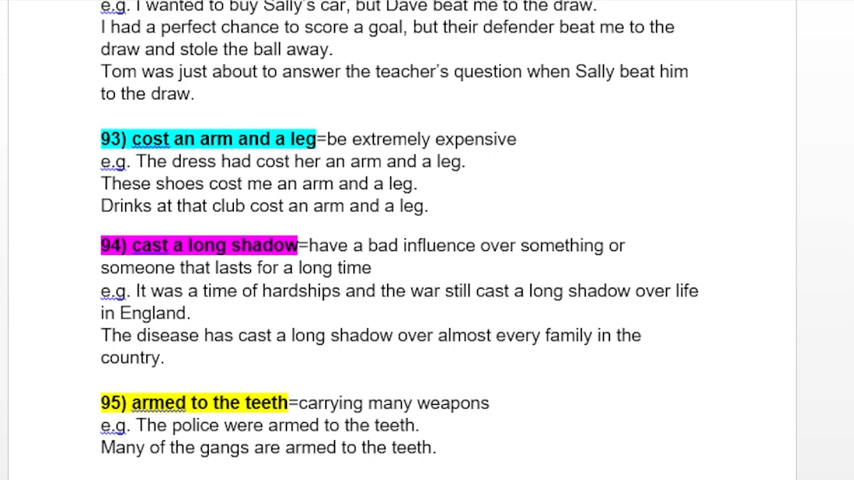 e.g. I wanted to buy Sally's car, but Dave beat me to the draw.
I had a perfect chance to score a goal, but their defender beat me to the
draw and stole the ball away.
Tom was just about to answer the teacher's question when Sally beat him
to the draw.
93) cost an arm and a leg=be extremely expensive
e.g. The dress had cost her an arm and a leg.
These shoes cost me an arm and a leg.
Drinks at that club cost an arm and a leg.
94) cast a long shadow=have a bad influence over something or
someone that lasts for a long time
e.g. It was a time of hardships and the war still cast a long shadow over life
in England.
The disease has cast a long shadow over almost every family in the
country.
95) armed to the teeth=carrying many weapons
e.g. The police were armed to the teeth.
Many of the gangs are armed to the teeth.